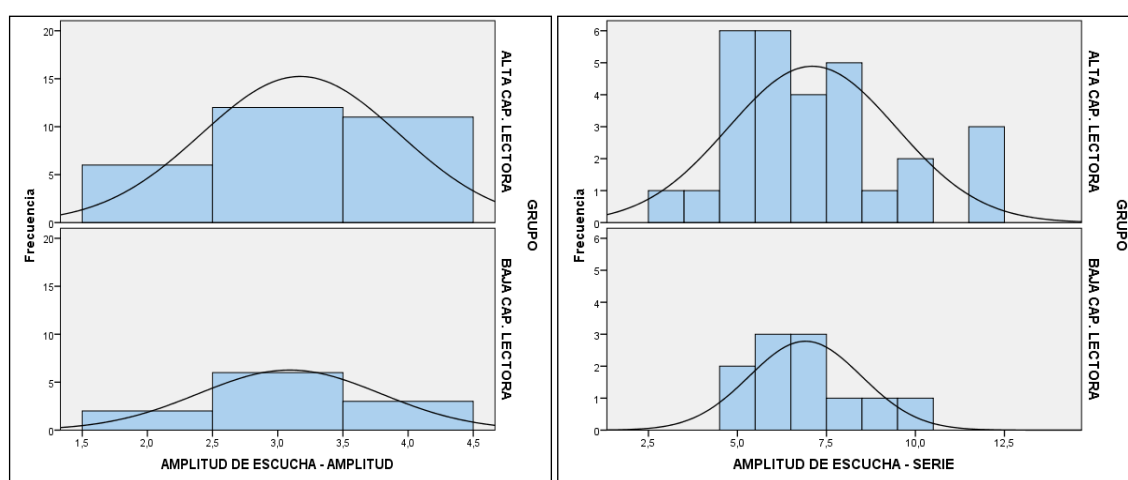 20
15
10
5
0
ALTA CAP. LECTORA
20
15
10
5
0
BAJA CAP. LECTORA
Frecuencia
GRUPO
1,5 2,0 2,5 3,0 3,5 4,0 4,5
AMPLITUD DE ESCUCHA - AMPLITUD
6
5
4
3
2
1
0
ALTA CAP. LECTORA
6
5
4
3
2
1
0
BAJA CAP. LECTORA
Frecuencia
GRUPO
2,5 5,0 7,5 10,0 12,5
AMPLITUD DE ESCUCHA - SERIE